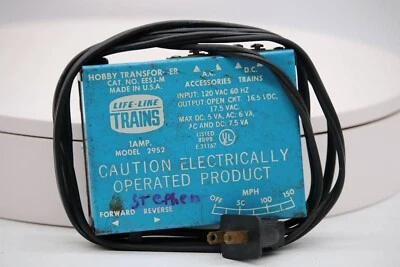 HOBBY TRANSFORMER
CAT. NO. EESJ-M
MADE IN U.S.A.
A.C.
ACCESSORIES
D.C.
TRAINS
INPUT: 120 VAC 60 HZ
OUTPUT OPEN CKT. 16.5 VDC,
17.5 VAC.
MAX DC: 5 VA, AC: 6 VA,
AC AND DC: 7.5 VA
LIFE-LIKE
TRAINS
LISTED
UL
E 31167
1AMP.
MODEL 2952
CAUTION ELECTRICALLY
OPERATED PRODUCT
Stephen
MPH
OFF 50 100 150
FORWARD REVERSE